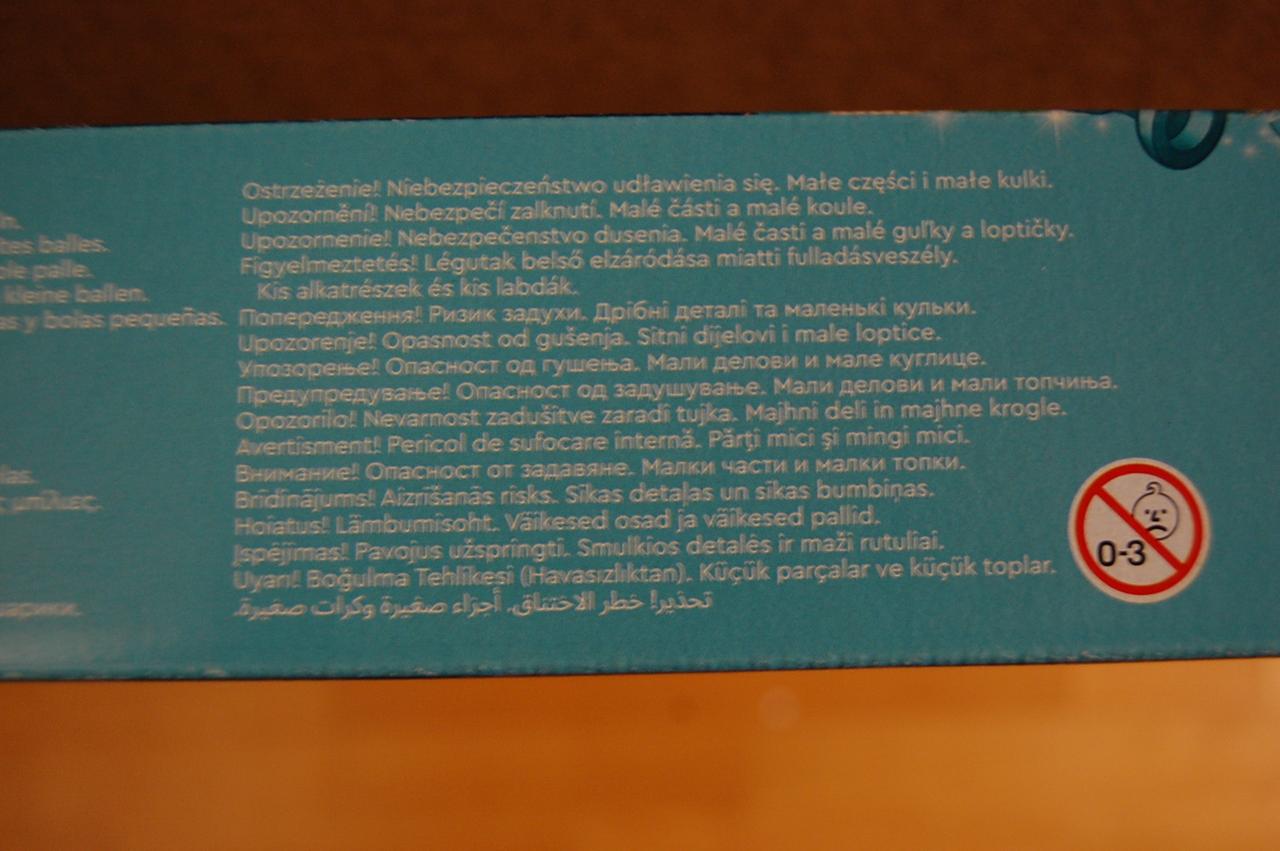 h.
tes balles.
ole palle.
kleine ballen.
as y bolas pequeñas.
las.
ς μπίλιες.
арики.
Ostrzeżenie! Niebezpieczeństwo udławienia się. Małe części i małe kulki.
Upozornění! Nebezpečí zalknutí. Malé části a malé koule.
Upozornenie! Nebezpečenstvo dusenia. Malé časti a malé guľky a loptičky.
Figyelmeztetés! Légutak belső elzáródása miatti fulladásveszély.
Kis alkatrészek és kis labdák.
Попередження! Ризик задухи. Дрібні деталі та маленькі кульки.
Upozorenje! Opasnost od gušenja. Sitni dijelovi i male loptice.
Упозорење! Опасност од гушења. Мали делови и мале куглице.
Предупредување! Опасност од задушување. Мали делови и мали топчиња.
Opozorilo! Nevarnost zadušitve zaradi tujka. Majhni deli in majhne krogle.
Avertisment! Pericol de sufocare internă. Părți mici și mingi mici.
Внимание! Опасност от задавяне. Малки части и малки топки.
Brīdinājums! Aizrīšanās risks. Sīkas detaļas un sīkas bumbiņas.
Hoiatus! Lämbumisoht. Väikesed osad ja väikesed pallid.
Įspėjimas! Pavojus užspringti. Smulkios detalės ir maži rutuliai.
Uyarı! Boğulma Tehlikesi (Havasızlıktan). Küçük parçalar ve küçük toplar.
تحذير! خطر الاختناق. أجزاء صغيرة وكرات صغيرة.
0-3